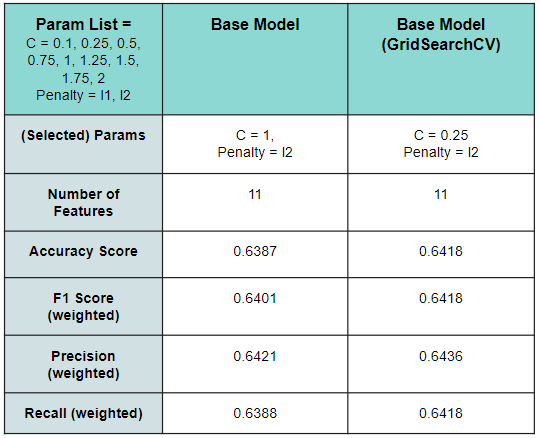 Param List =
C = 0.1, 0.25, 0.5,
0.75, 1, 1.25, 1.5,
1.75, 2
Penalty = l1, l2
Base Model
Base Model
(GridSearchCV)
(Selected) Params
C = 1,
Penalty = l2
C = 0.25
Penalty = l2
Number of
Features
11
11
Accuracy Score
0.6387
0.6418
F1 Score
(weighted)
0.6401
0.6418
Precision
(weighted)
0.6421
0.6436
Recall (weighted)
0.6388
0.6418